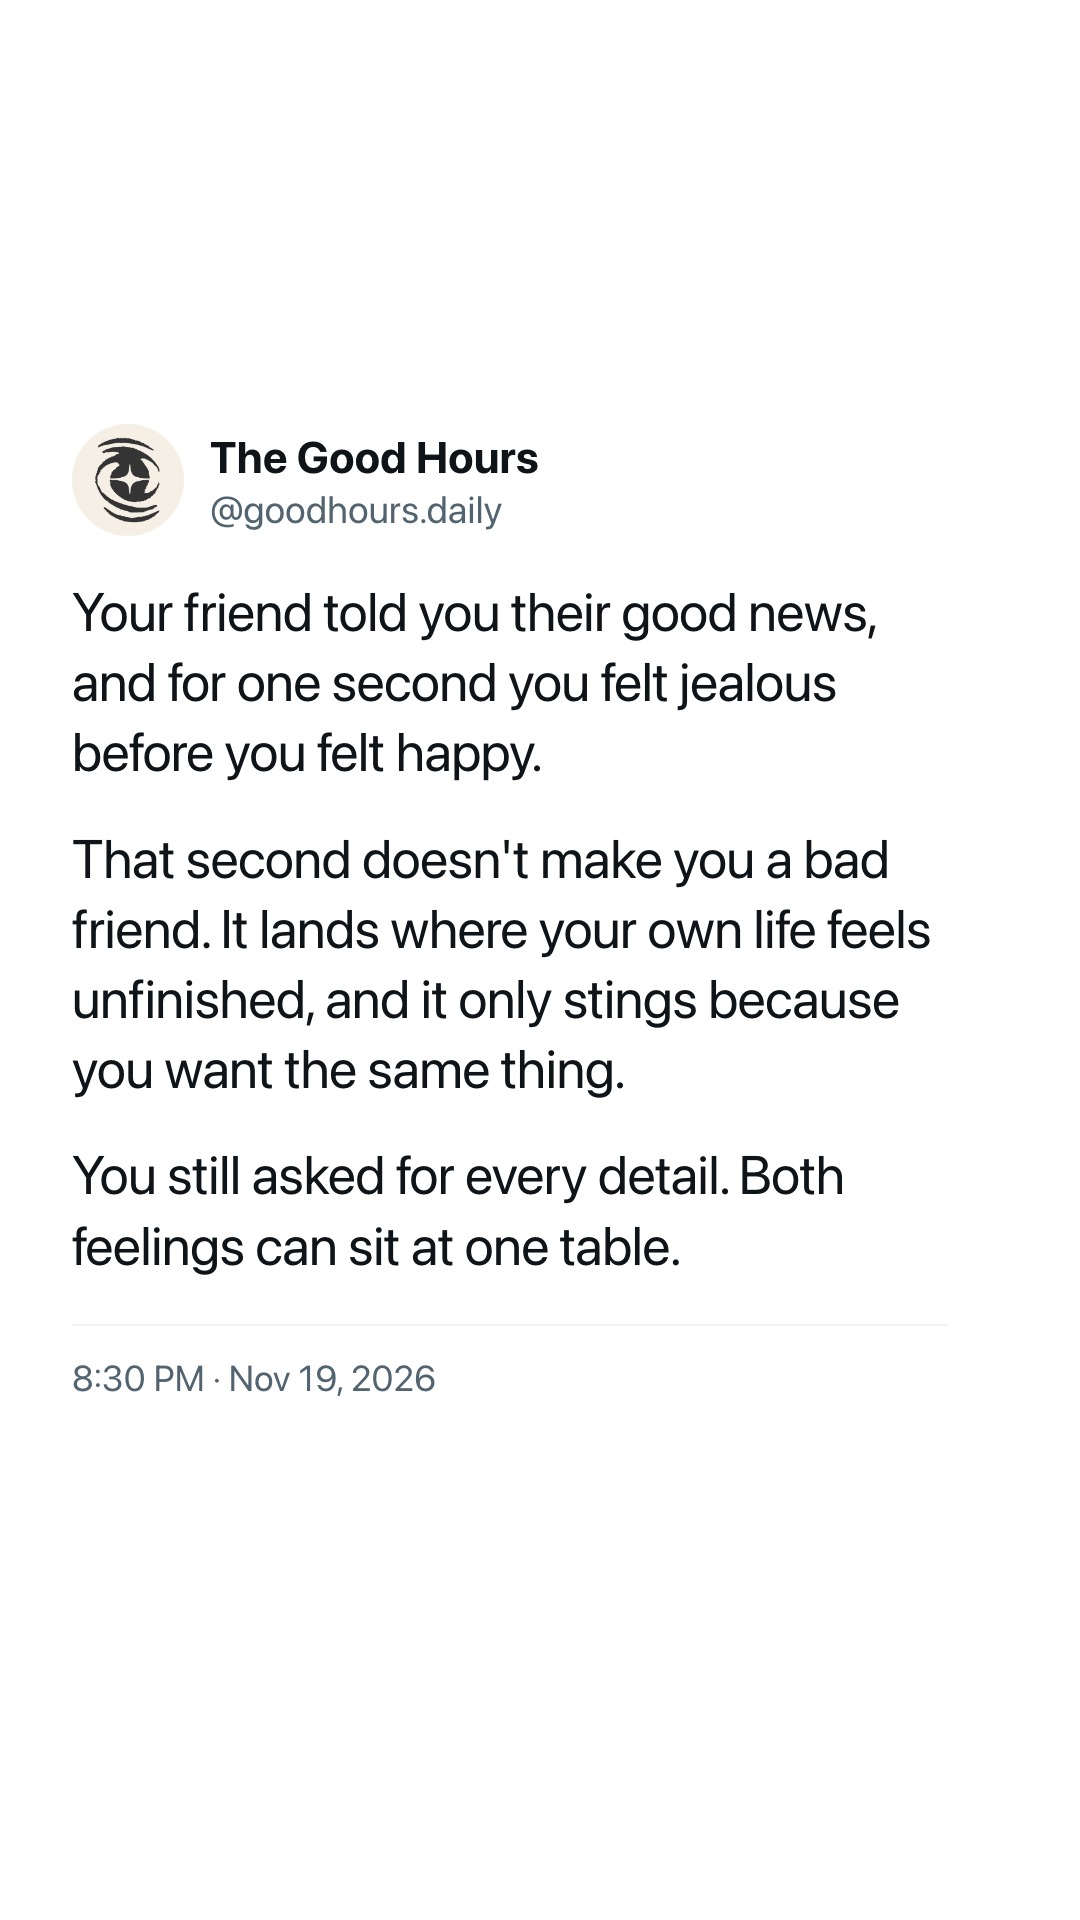 The Good Hours
@goodhours.daily
Your friend told you their good news,
and for one second you felt jealous
before you felt happy.
That second doesn't make you a bad
friend. It lands where your own life feels
unfinished, and it only stings because
you want the same thing.
You still asked for every detail. Both
feelings can sit at one table.
8:30 PM · Nov 19, 2026